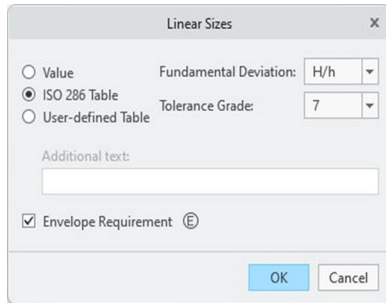 Linear Sizes
x
Value
Fundamental Deviation: H/h
ISO 286 Table
Tolerance Grade: 7
User-defined Table
Additional text:
Envelope Requirement Ⓔ
OK Cancel